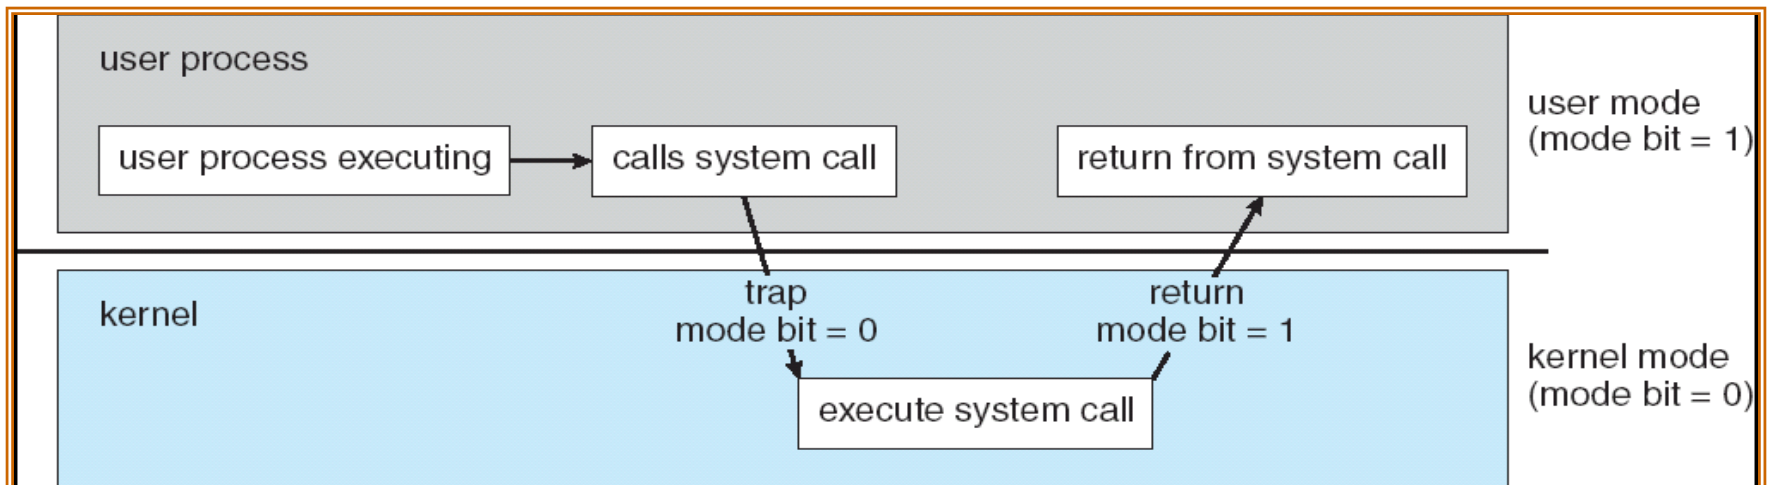 user process
user mode
(mode bit = 1)
user process executing
calls system call
return from system call
kernel
trap
mode bit = 0
return
mode bit = 1
kernel mode
(mode bit = 0)
execute system call